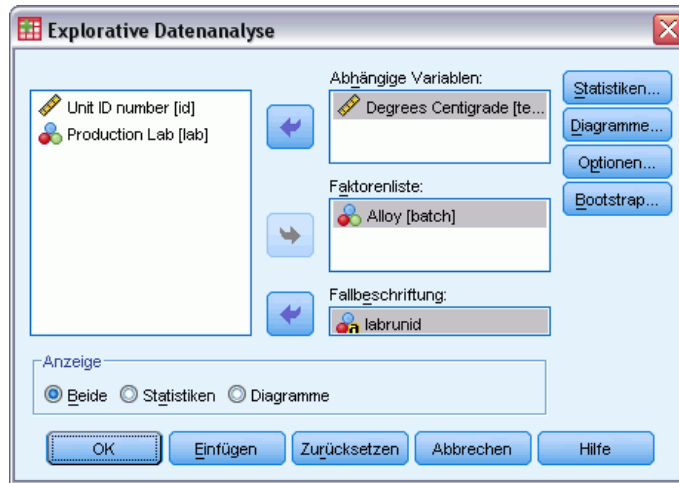 Explorative Datenanalyse
Unit ID number [id]
Production Lab [lab]
Abhängige Variablen:
Degrees Centigrade [te...
Faktorenliste:
Alloy [batch]
Fallbeschriftung:
a labrunid
Statistiken...
Diagramme...
Optionen...
Bootstrap...
Anzeige
Beide Statistiken Diagramme
OK Einfügen Zurücksetzen Abbrechen Hilfe